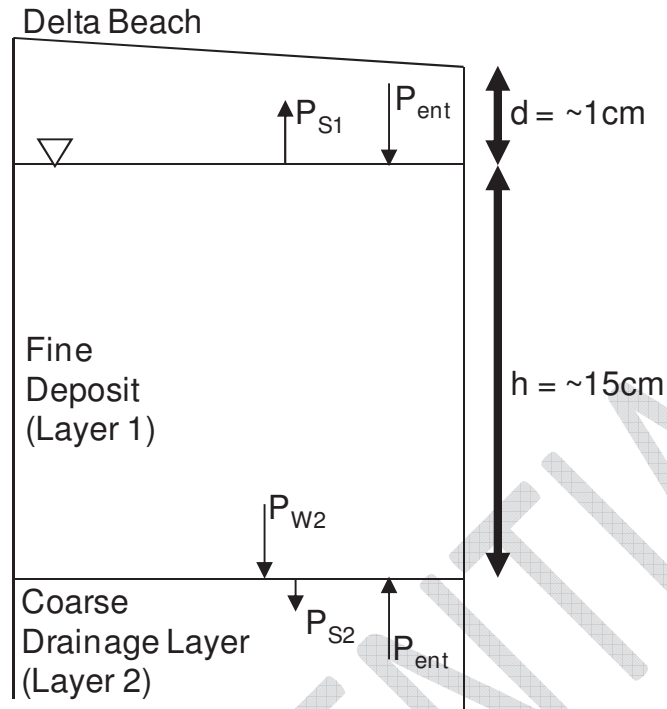 Delta Beach
P_S1
P_ent
d = ~1cm
Fine
Deposit
(Layer 1)
h = ~15cm
P_W2
Coarse
Drainage Layer
(Layer 2)
P_S2
P_ent